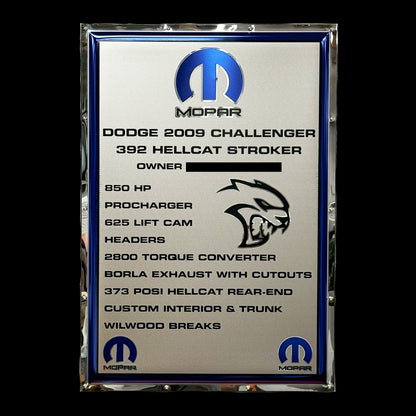 MOPAR
DODGE 2009 CHALLENGER
392 HELLCAT STROKER
OWNER
850 HP
PROCHARGER
625 LIFT CAM
HEADERS
2800 TORQUE CONVERTER
BORLA EXHAUST WITH CUTOUTS
373 POSI HELLCAT REAR-END
CUSTOM INTERIOR & TRUNK
WILWOOD BREAKS
MOPAR
MOPAR